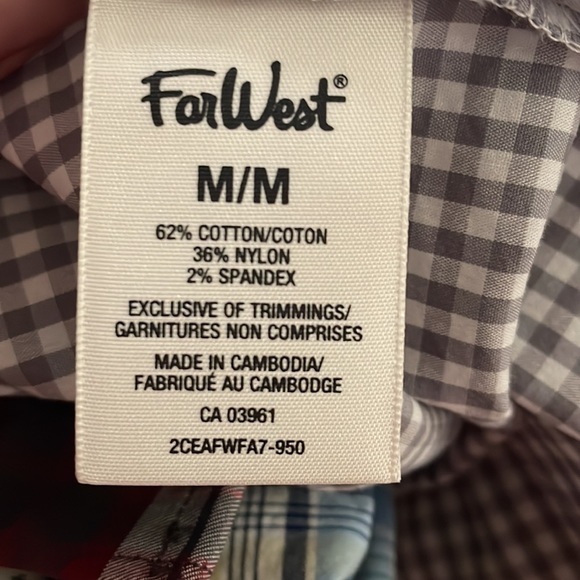 FarWest®
M/M
62% COTTON/COTON
36% NYLON
2% SPANDEX
EXCLUSIVE OF TRIMMINGS/
GARNITURES NON COMPRISES
MADE IN CAMBODIA/
FABRIQUÉ AU CAMBODGE
CA 03961
2CEAFWFA7-950